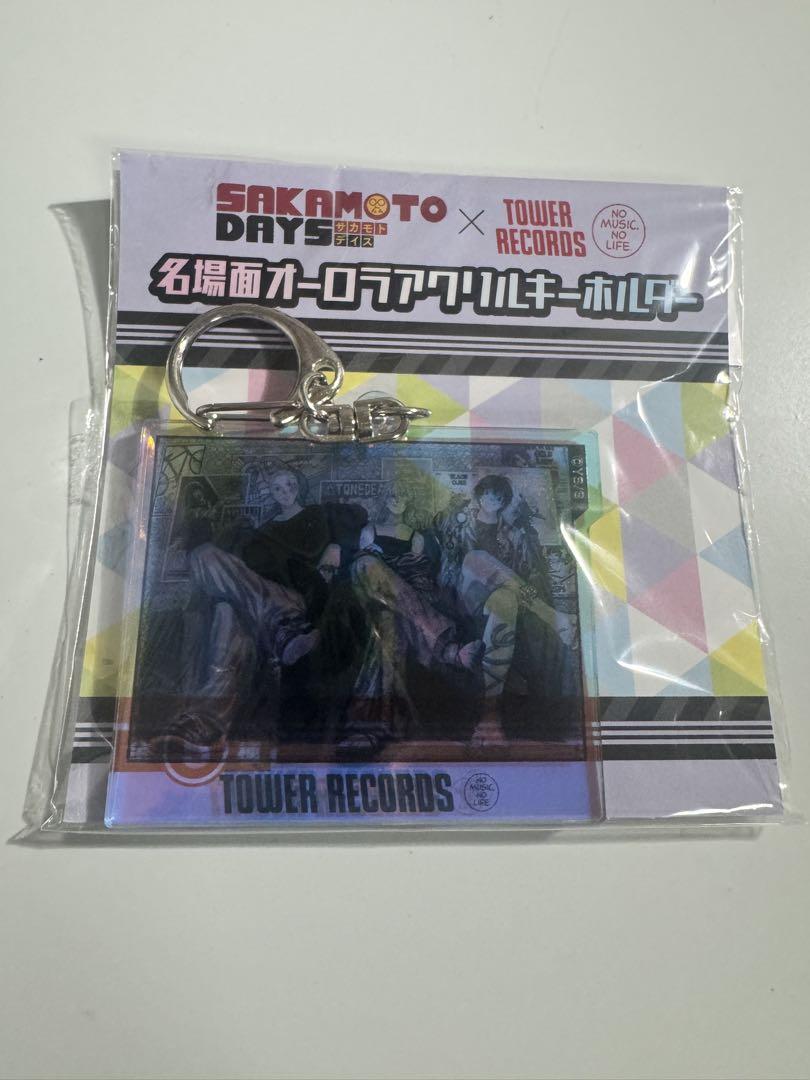 SAKAMOTO
DAYS サカモト
デイズ
×
TOWER
RECORDS
NO
MUSIC.
NO
LIFE.
名場面オーロラアクリルキーホルダー
TOWER RECORDS
NO
MUSIC.
NO
LIFE.